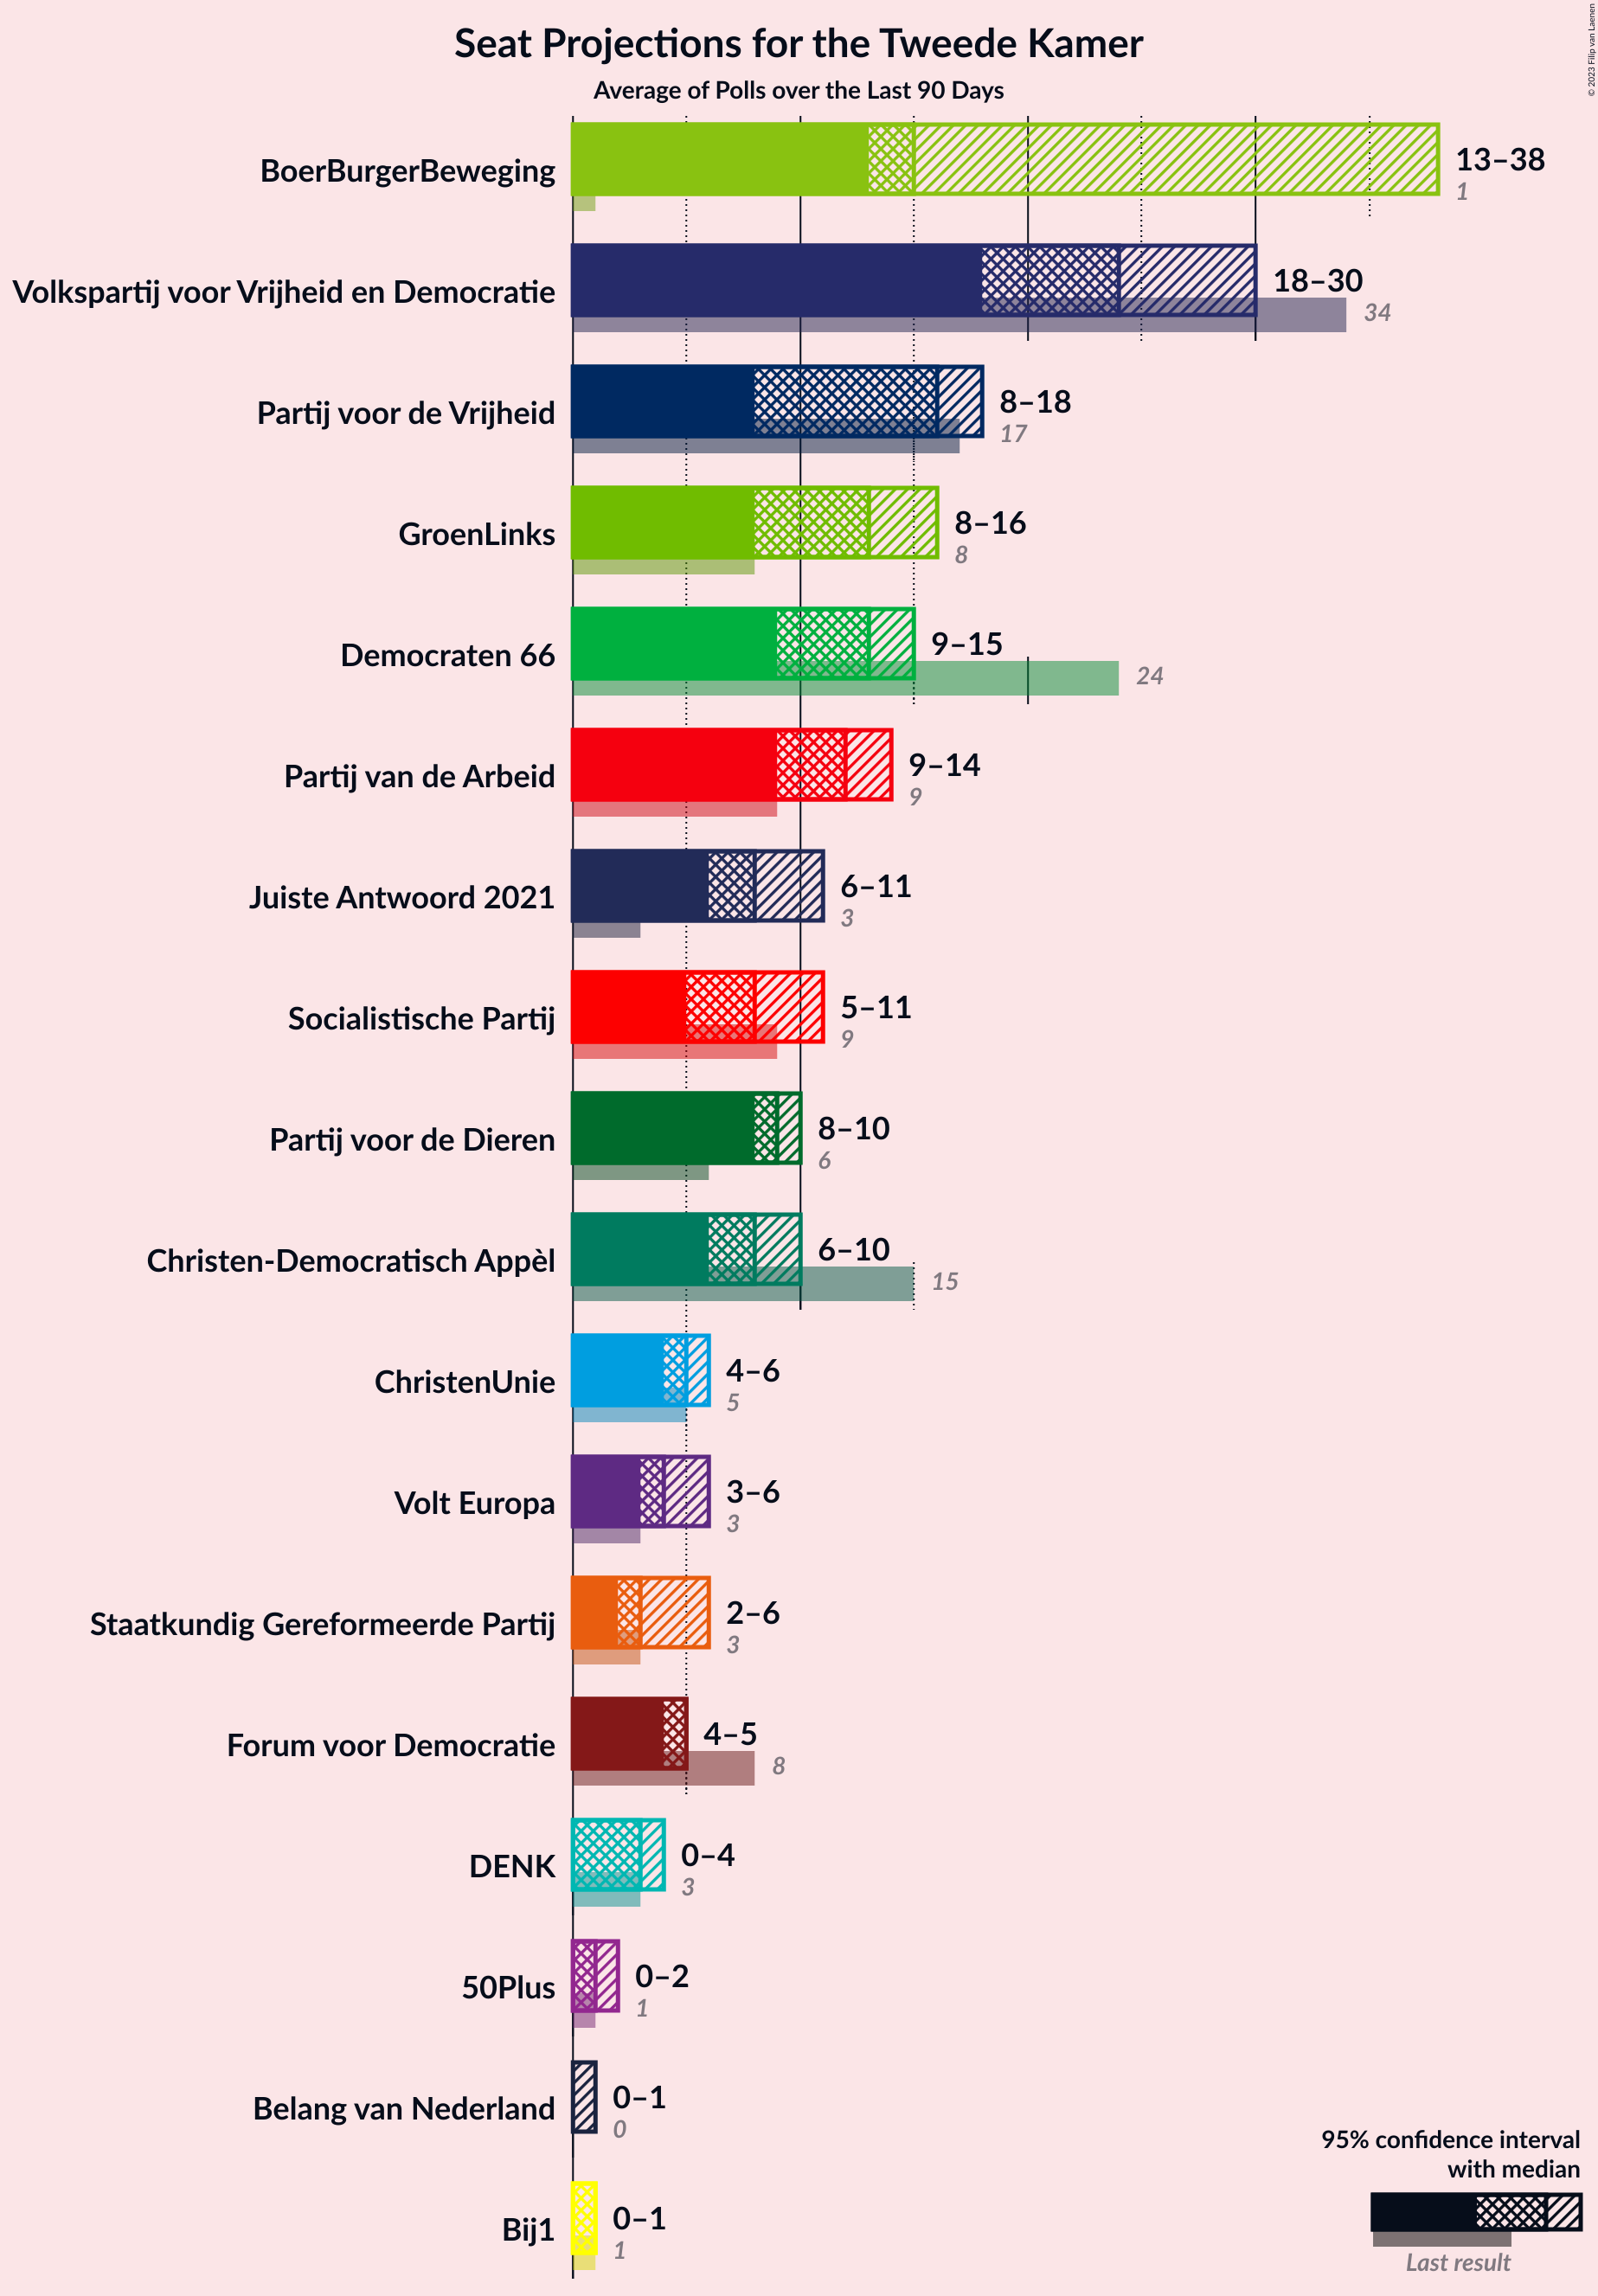 Seat Projections for the Tweede Kamer
Average of Polls over the Last 90 Days
© 2023 Filip van Laenen
BoerBurgerBeweging
13–38
1
Volkspartij voor Vrijheid en Democratie
18–30
34
Partij voor de Vrijheid
8–18
17
GroenLinks
8–16
8
Democraten 66
9–15
24
Partij van de Arbeid
9–14
9
Juiste Antwoord 2021
6–11
3
Socialistische Partij
5–11
9
Partij voor de Dieren
8–10
6
Christen-Democratisch Appèl
6–10
15
ChristenUnie
4–6
5
Volt Europa
3–6
3
Staatkundig Gereformeerde Partij
2–6
3
Forum voor Democratie
4–5
8
DENK
0–4
3
50Plus
0–2
1
Belang van Nederland
0–1
0
Bij1
0–1
1
95% confidence interval
with median
Last result